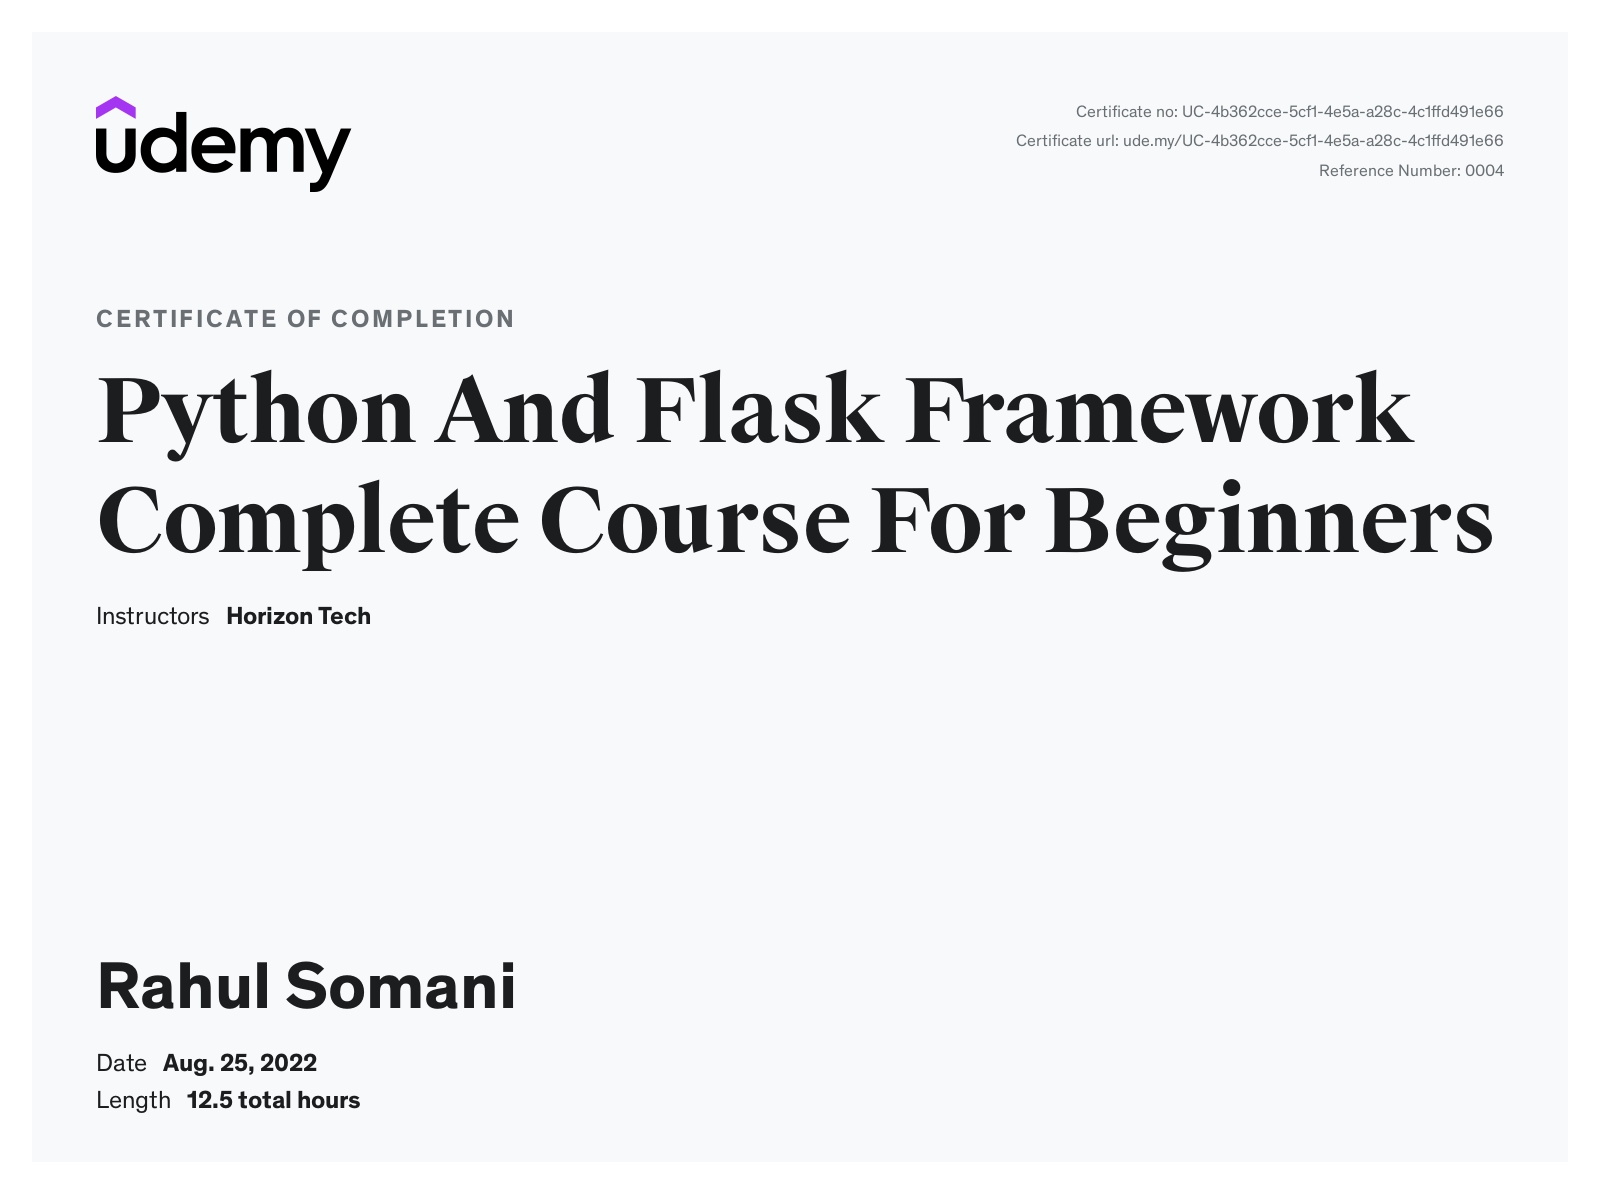 udemy
Certificate no: UC-4b362cce-5cf1-4e5a-a28c-4c1ffd491e66
Certificate url: ude.my/UC-4b362cce-5cf1-4e5a-a28c-4c1ffd491e66
Reference Number: 0004
CERTIFICATE OF COMPLETION
Python And Flask Framework
Complete Course For Beginners
Instructors Horizon Tech
Rahul Somani
Date Aug. 25, 2022
Length 12.5 total hours